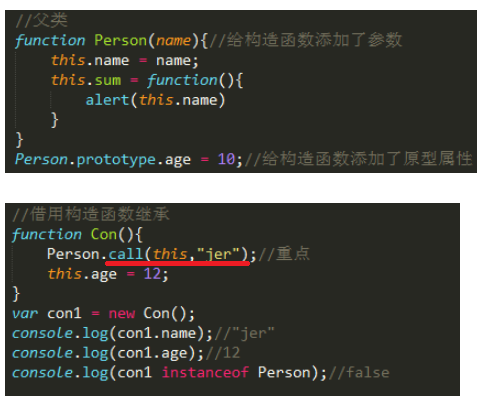 //父类
function Person(name){//给构造函数添加了参数
    this.name = name;
    this.sum = function(){
        alert(this.name)
    }
}
Person.prototype.age = 10;//给构造函数添加了原型属性
//借用构造函数继承
function Con(){
    Person.call(this,"jer");//重点
    this.age = 12;
}
var con1 = new Con();
console.log(con1.name);//"jer"
console.log(con1.age);//12
console.log(con1 instanceof Person);//false